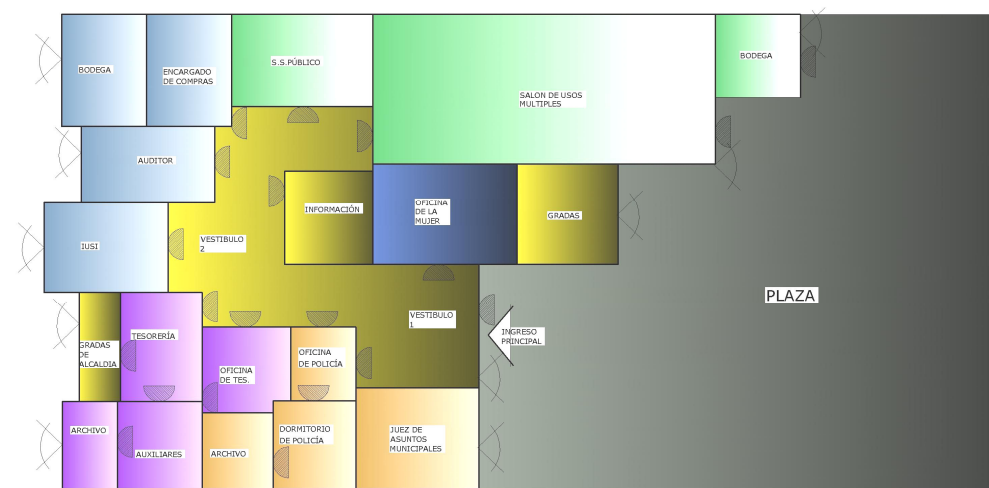 BODEGA
ENCARGADO
DE COMPRAS
S.S.PÚBLICO
SALON DE USOS
MULTIPLES
BODEGA
AUDITOR
INFORMACIÓN
OFICINA
DE LA
MUJER
GRADAS
IUSI
VESTIBULO
2
PLAZA
VESTIBULO
1
INGRESO
PRINCIPAL
TESORERÍA
GRADAS
DE
ALCALDIA
OFICINA
DE TES.
OFICINA
DE POLICÍA
ARCHIVO
AUXILIARES
ARCHIVO
DORMITORIO
DE POLICÍA
JUEZ DE
ASUNTOS
MUNICIPALES